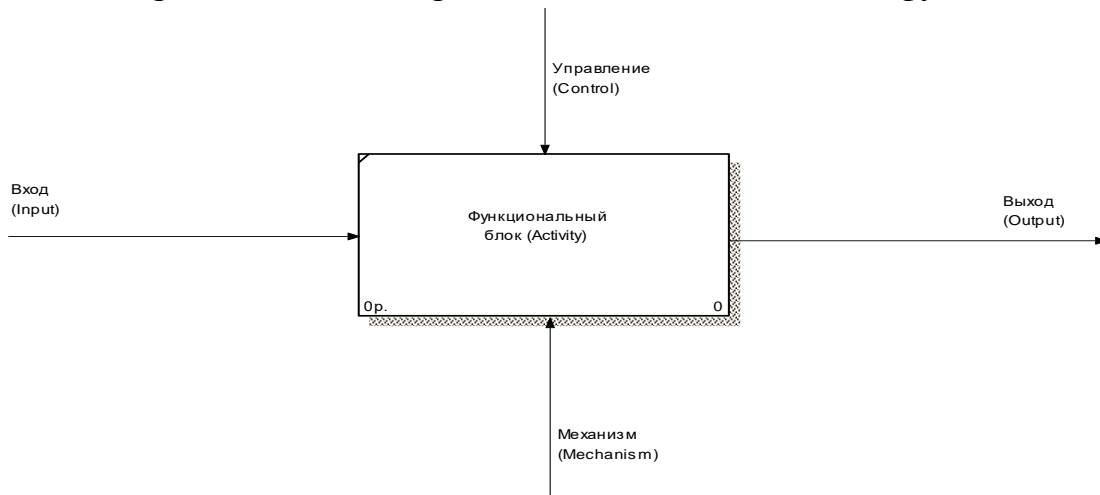 Управление
(Control)
Вход
(Input)
Функциональный
блок (Activity)
Выход
(Output)
0р.
0
Механизм
(Mechanism)